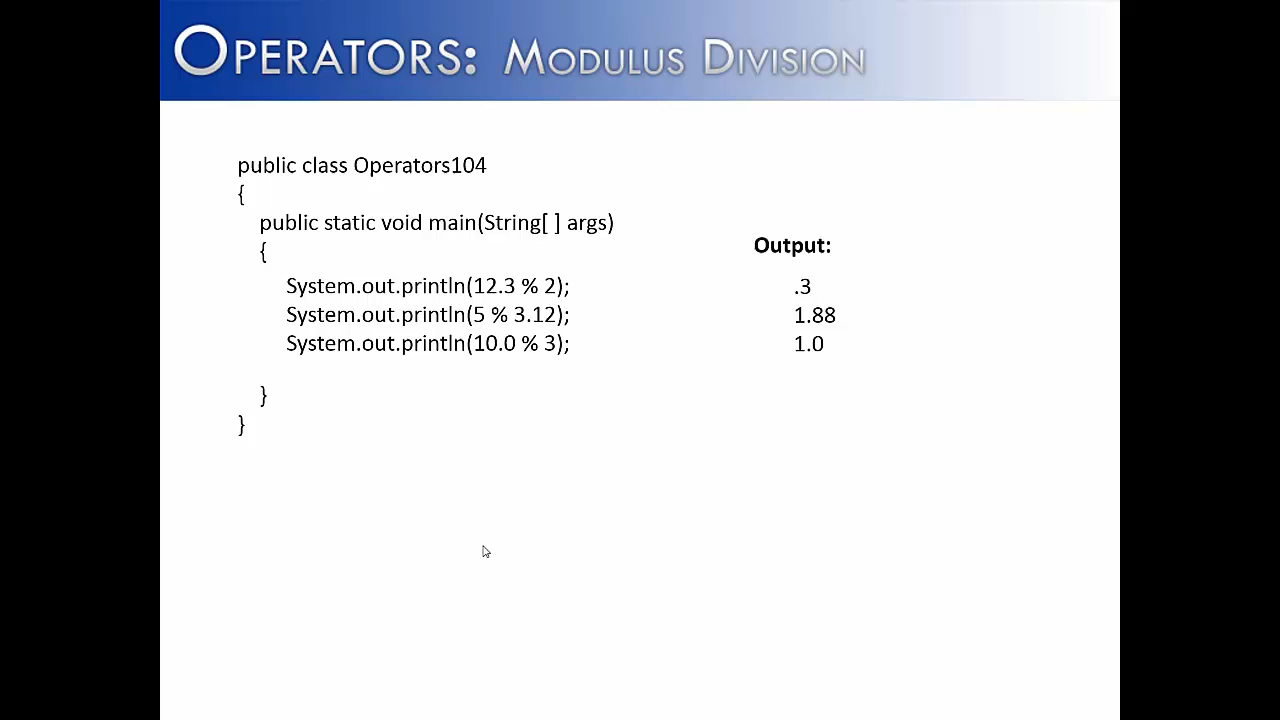 OPERATORS: MODULUS DIVISION
public class Operators104
{
public static void main(String[ ] args)
{
Output:
System.out.println(12.3 % 2); .3
System.out.println(5 % 3.12); 1.88
System.out.println(10.0 % 3); 1.0
}
}